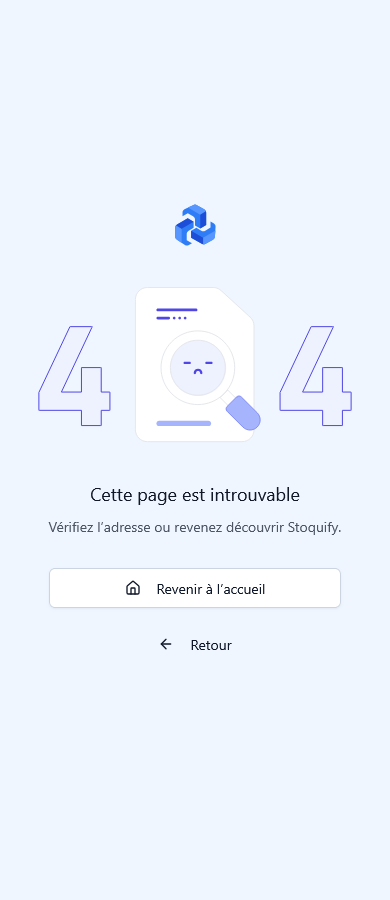 4 4
Cette page est introuvable
Vérifiez l’adresse ou revenez découvrir Stoquify.
Revenir à l’accueil
Retour